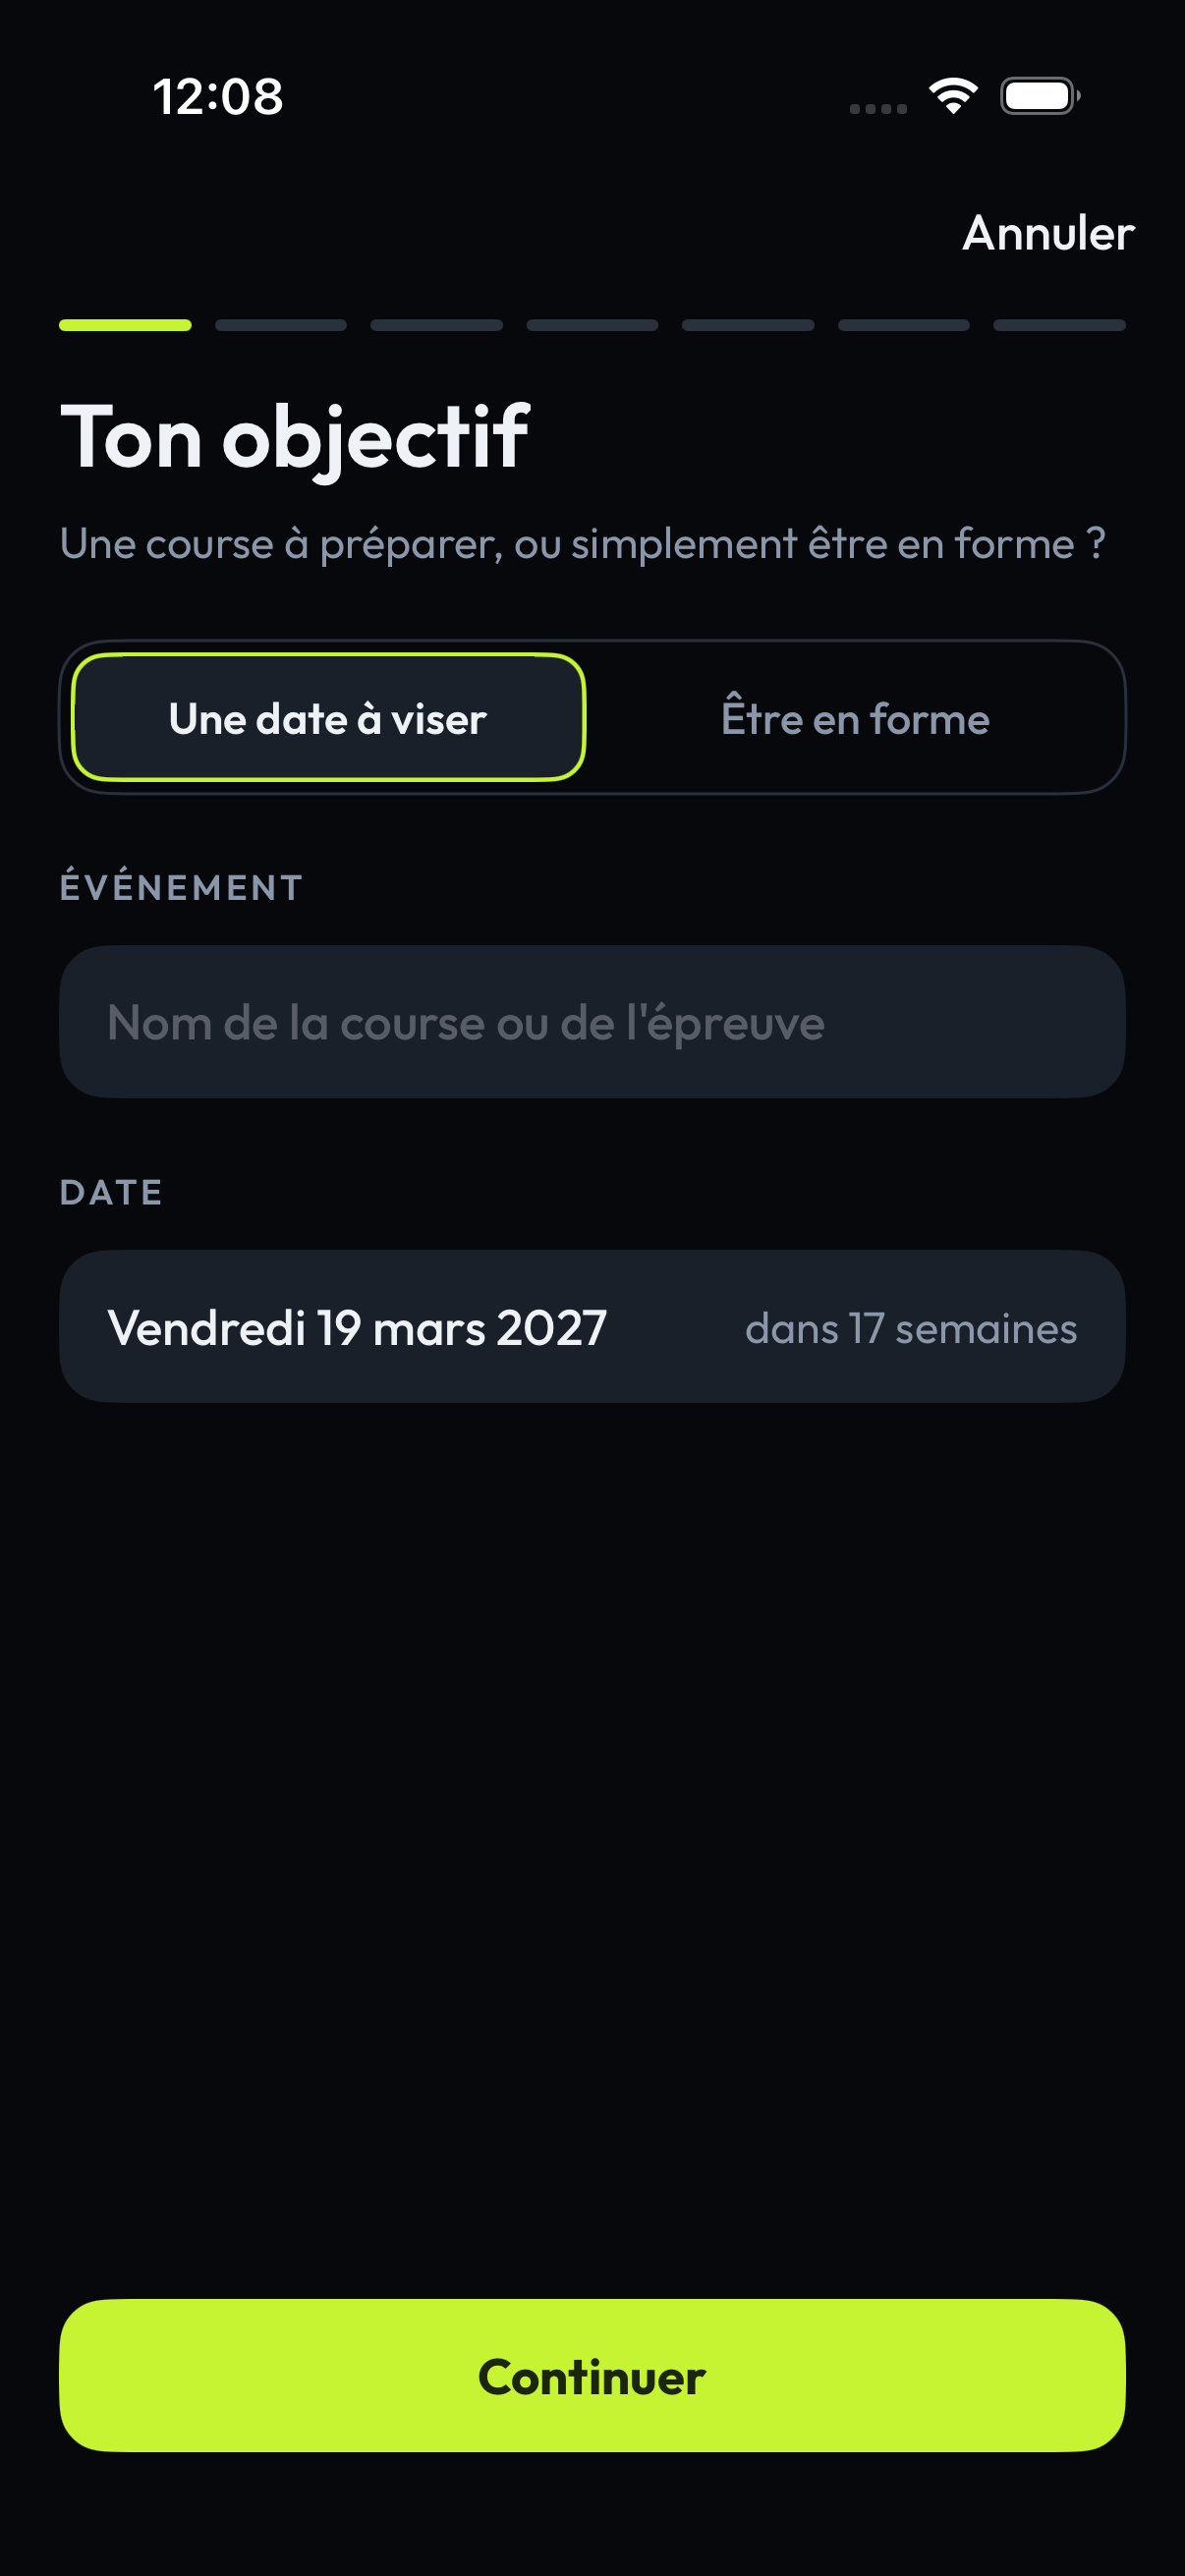 12:08
Annuler
Ton objectif
Une course à préparer, ou simplement être en forme ?
Une date à viser
Être en forme
ÉVÉNEMENT
Nom de la course ou de l'épreuve
DATE
Vendredi 19 mars 2027
dans 17 semaines
Continuer